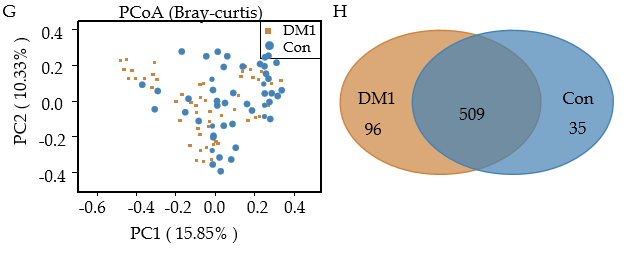 G
PCoA (Bray-curtis)
DM1
Con
PC2 ( 10.33% )
0.4
0.2
0.0
-0.2
-0.4
-0.6 -0.4 -0.2 0.0 0.2 0.4
PC1 ( 15.85% )
H
DM1
96
509
Con
35